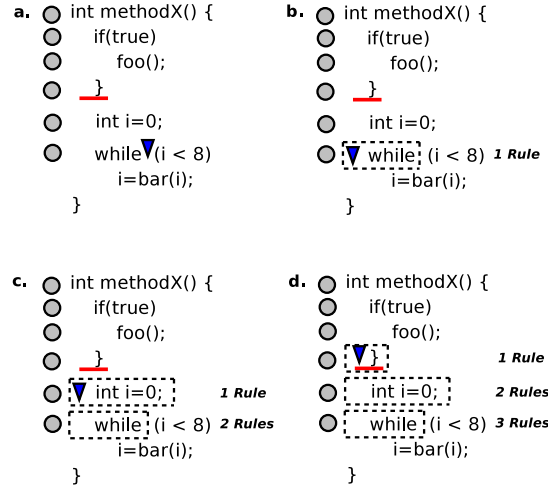 a.
int methodX() {
if(true)
foo();
}
int i=0;
while (i < 8)
i=bar(i);
}
b.
int methodX() {
if(true)
foo();
}
int i=0;
while (i < 8) 1 Rule
i=bar(i);
}
c.
int methodX() {
if(true)
foo();
}
int i=0; 1 Rule
while (i < 8) 2 Rules
i=bar(i);
}
d.
int methodX() {
if(true)
foo();
} 1 Rule
int i=0; 2 Rules
while (i < 8) 3 Rules
i=bar(i);
}